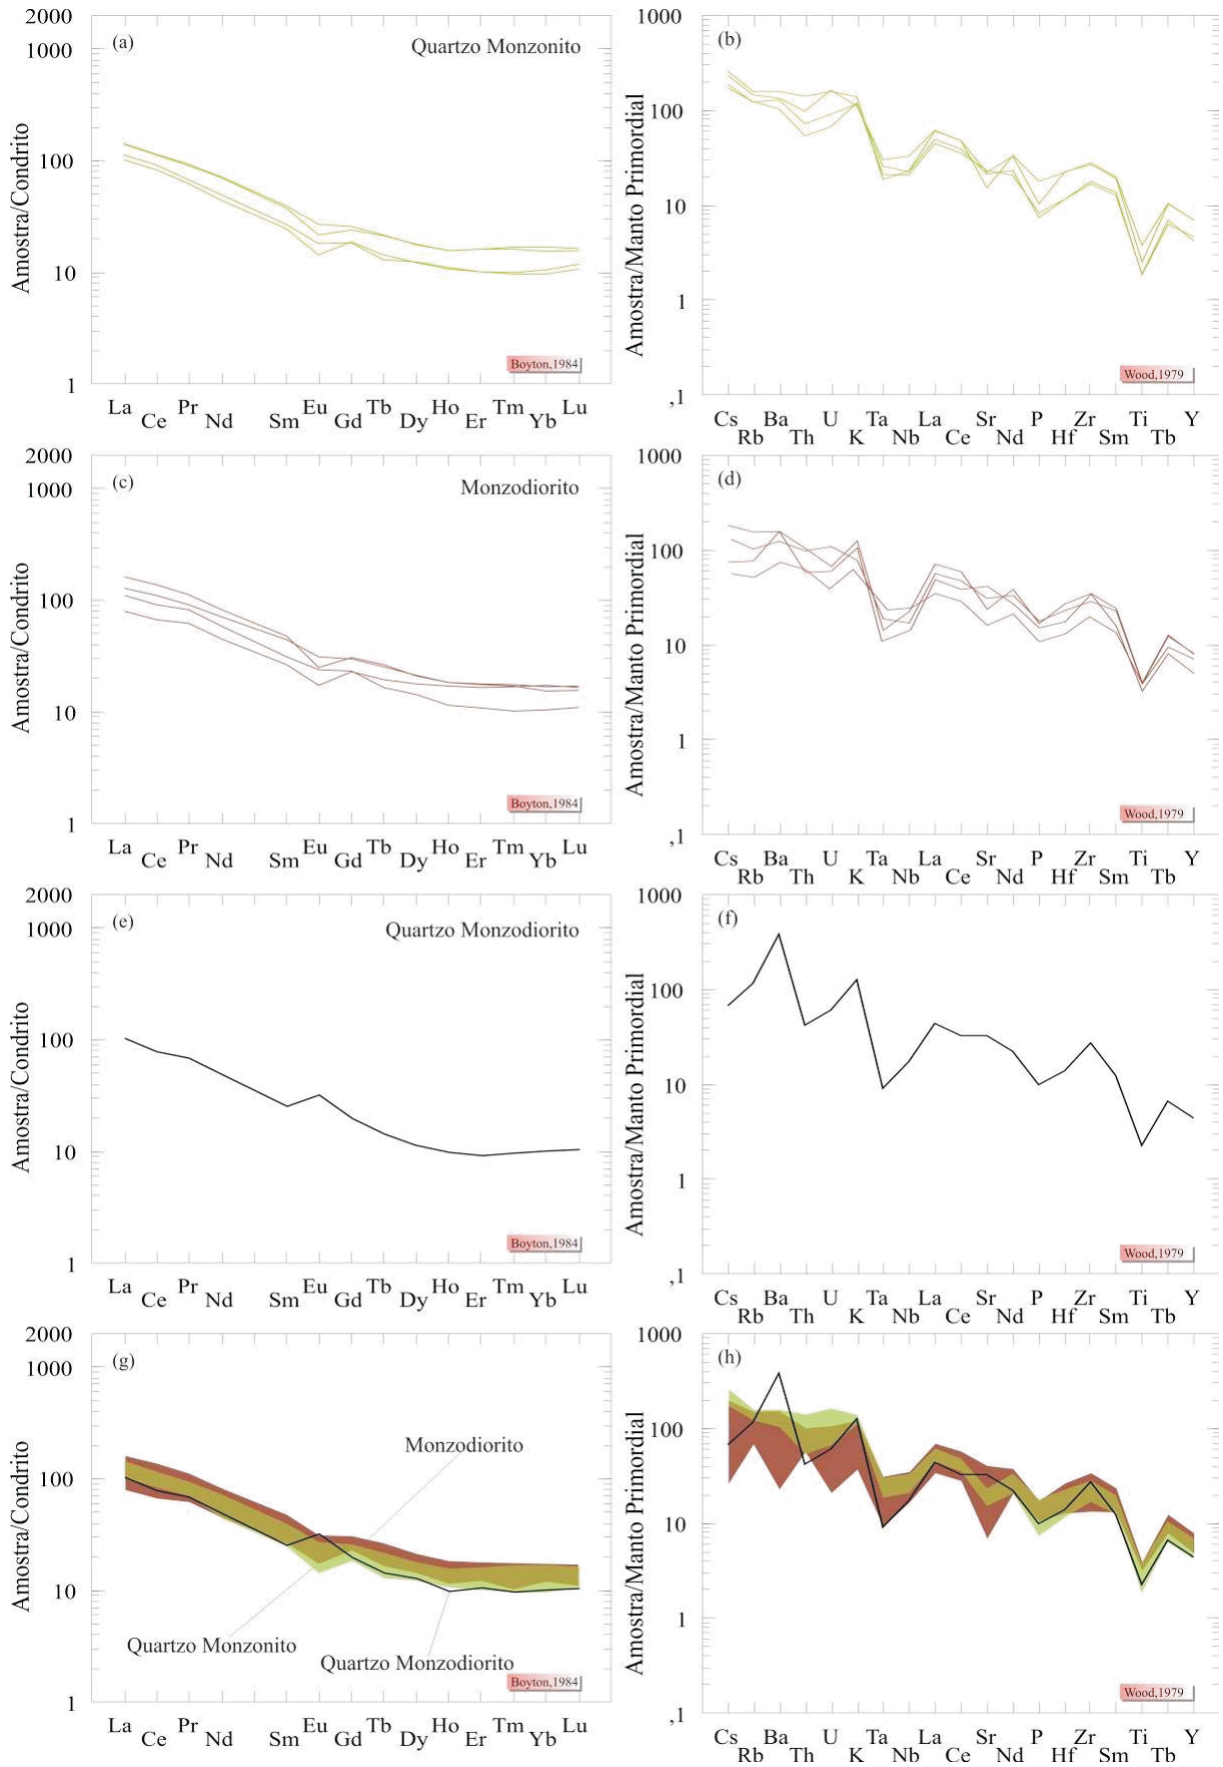 (a)
Quartzo Monzonito
Amostra/Condrito
2000
1000
100
10
1
Boyton,1984
La Ce Pr Nd Sm Eu Gd Tb Dy Ho Er Tm Yb Lu
(b)
Amostra/Manto Primordial
1000
100
10
1
,1
Wood,1979
Cs Rb Ba Th U K Ta Nb La Ce Sr Nd P Hf Zr Sm Ti Tb Y
(c)
Monzodiorito
Amostra/Condrito
2000
1000
100
10
1
Boyton,1984
La Ce Pr Nd Sm Eu Gd Tb Dy Ho Er Tm Yb Lu
(d)
Amostra/Manto Primordial
1000
100
10
1
,1
Wood,1979
Cs Rb Ba Th U K Ta Nb La Ce Sr Nd P Hf Zr Sm Ti Tb Y
(e)
Quartzo Monzodiorito
Amostra/Condrito
2000
1000
100
10
1
Boyton,1984
La Ce Pr Nd Sm Eu Gd Tb Dy Ho Er Tm Yb Lu
(f)
Amostra/Manto Primordial
1000
100
10
1
,1
Wood,1979
Cs Rb Ba Th U K Ta Nb La Ce Sr Nd P Hf Zr Sm Ti Tb Y
(g)
Amostra/Condrito
2000
1000
100
10
1
Monzodiorito
Quartzo Monzonito
Quartzo Monzodiorito
Boyton,1984
La Ce Pr Nd Sm Eu Gd Tb Dy Ho Er Tm Yb Lu
(h)
Amostra/Manto Primordial
1000
100
10
1
,1
Wood,1979
Cs Rb Ba Th U K Ta Nb La Ce Sr Nd P Hf Zr Sm Ti Tb Y